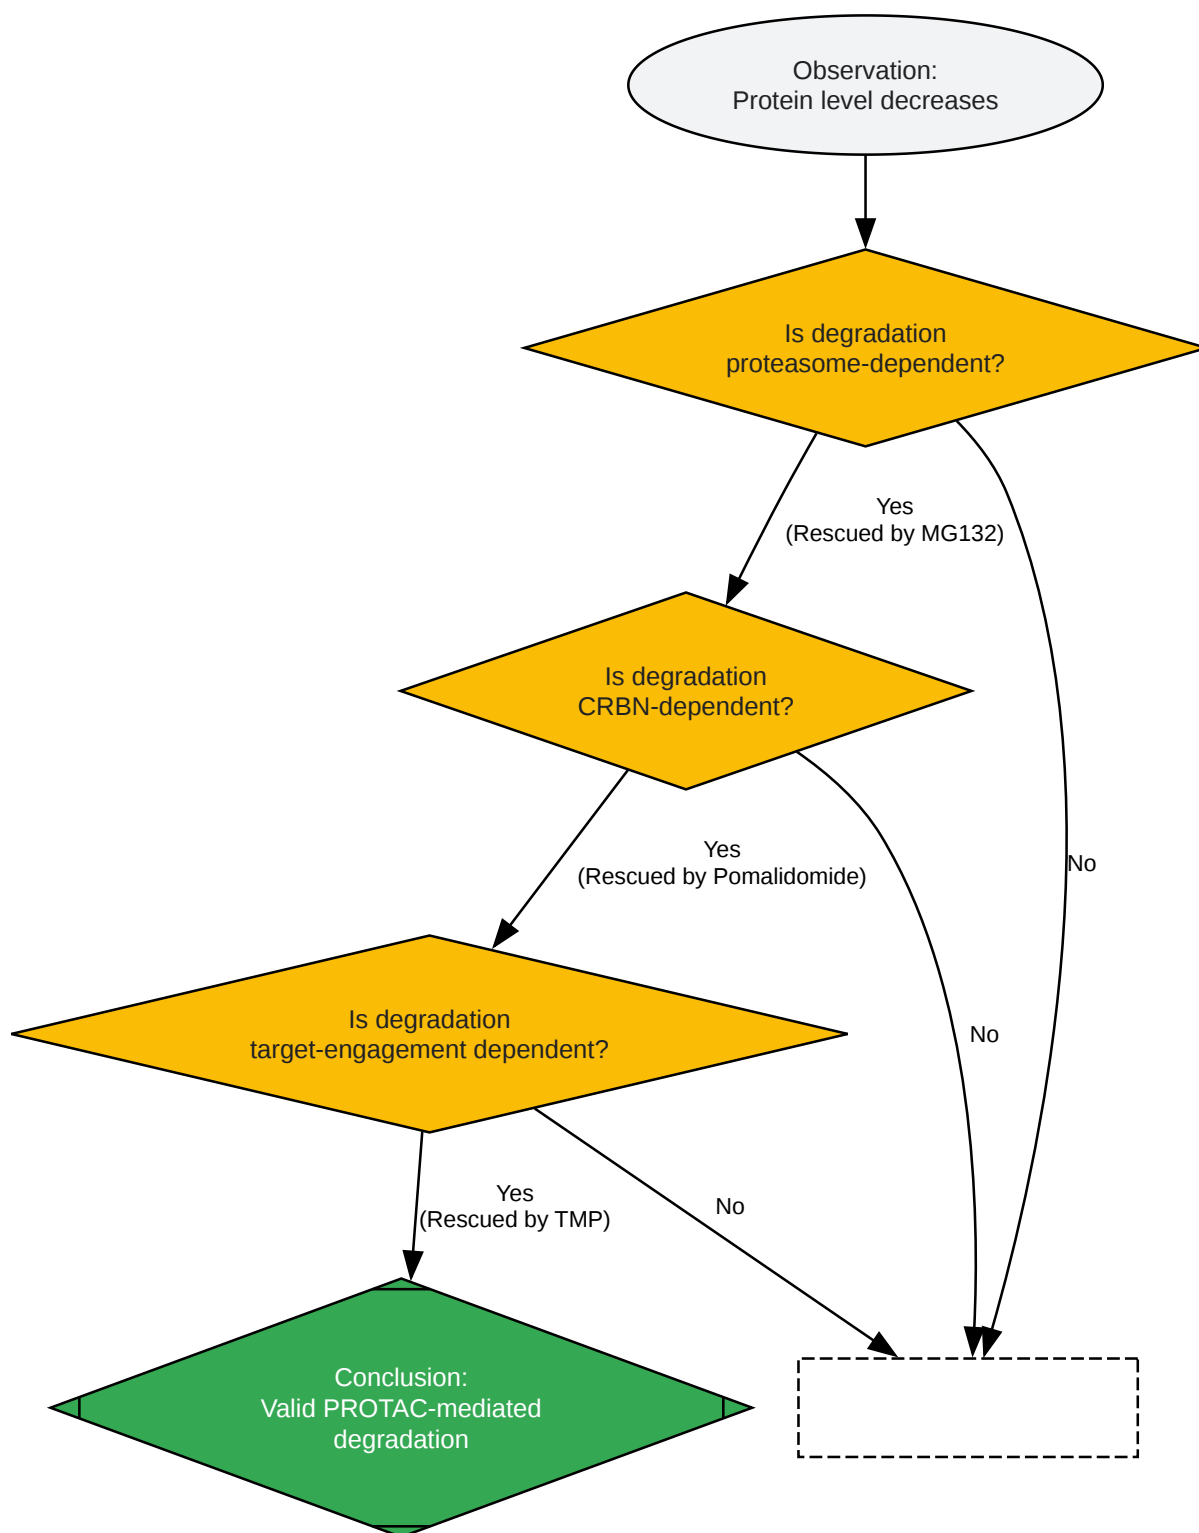 Observation:
Protein level decreases
Is degradation
proteasome-dependent?
Yes
(Rescued by MG132)
Is degradation
CRBN-dependent?
Yes
(Rescued by Pomalidomide)
No
Is degradation
target-engagement dependent?
No
Yes
(Rescued by TMP)
No
Conclusion:
Valid PROTAC-mediated
degradation